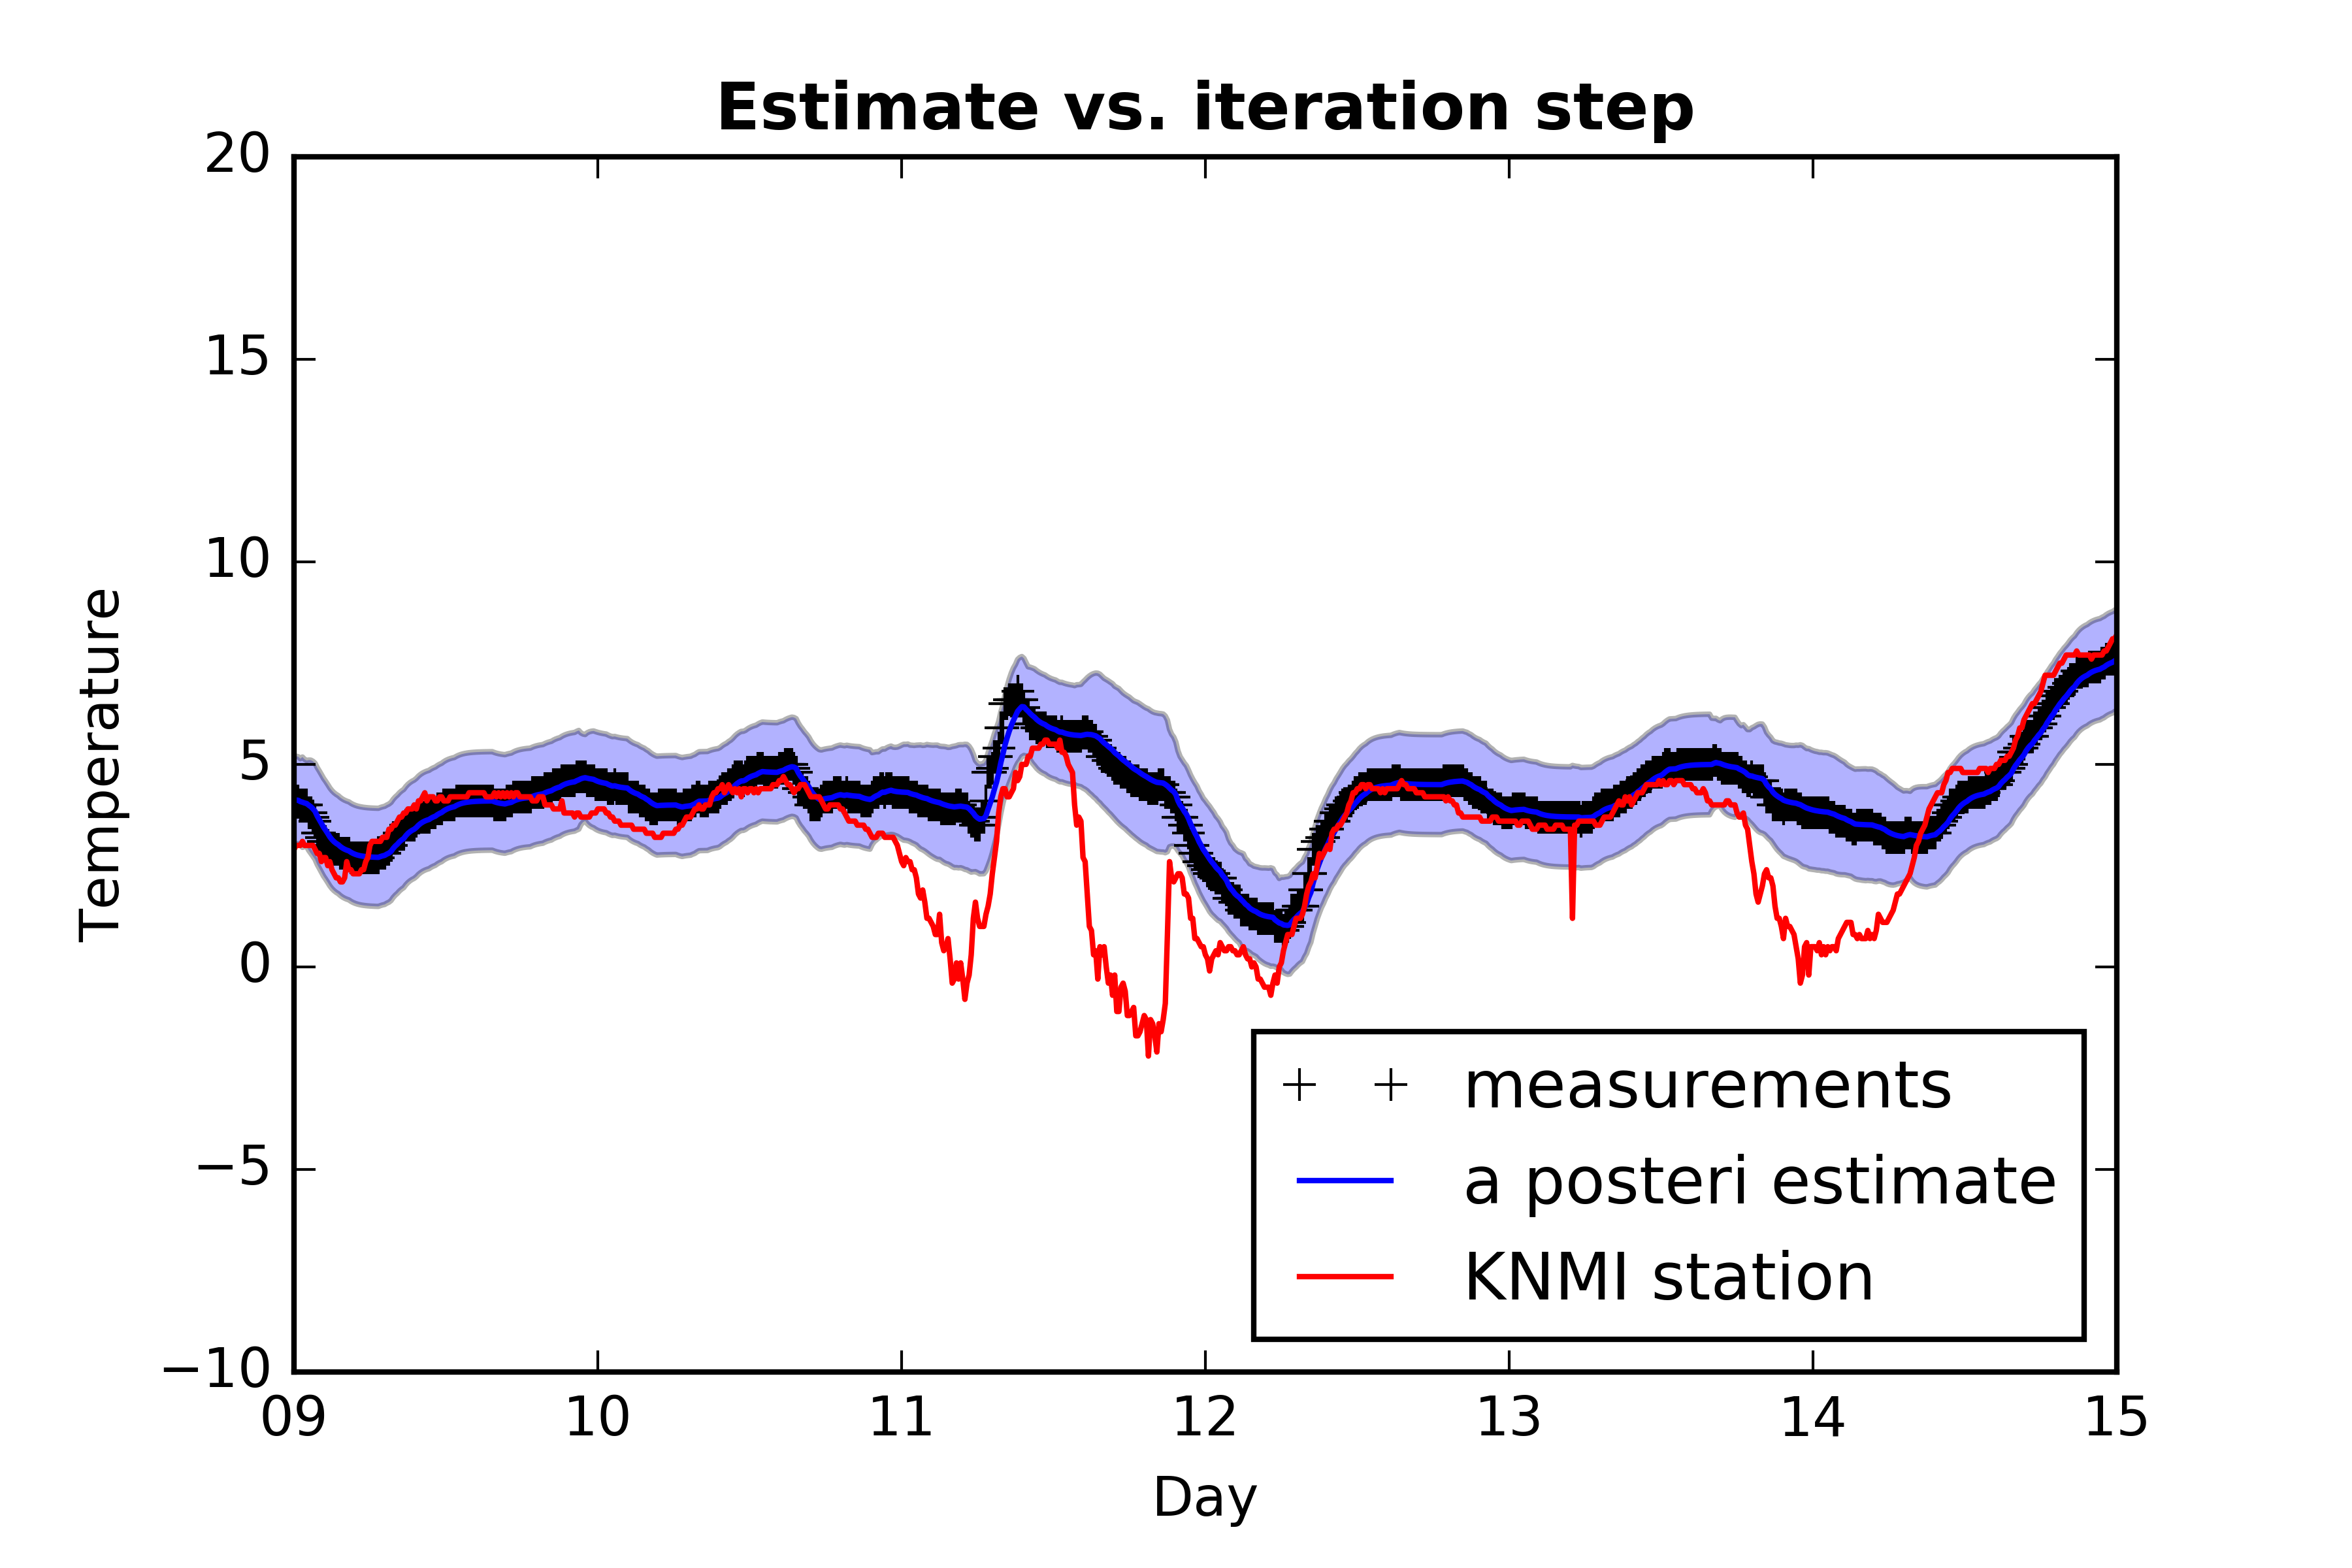 Estimate vs. iteration step
20
15
10
5
0
−5
−10
Temperature
measurements
a posteri estimate
KNMI station
09 10 11 12 13 14 15
Day